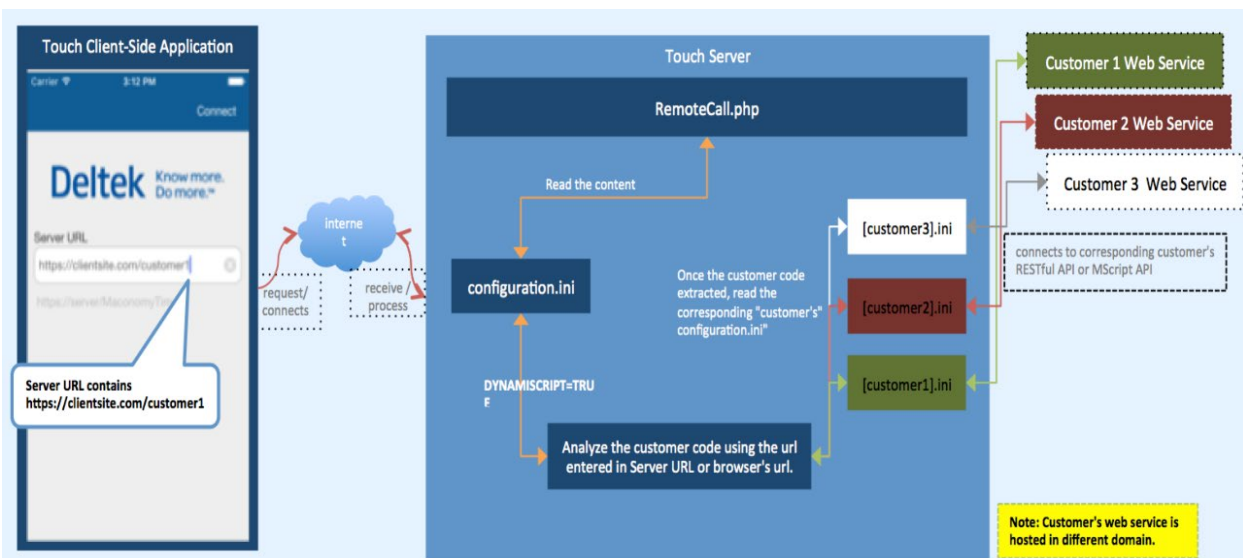 Touch Client-Side Application
Carrier
3:12 PM
Connect
Deltek
Know more.
Do more.™
Server URL
https://clientsite.com/customer1
Server URL contains
https://clientsite.com/customer1
request/
connects
interne
t
receive /
process
Touch Server
RemoteCall.php
Read the content
configuration.ini
DYNAMISCRIPT=TRU
E
Once the customer code
extracted, read the
corresponding "customer's"
configuration.ini"
[customer3].ini
[customer2].ini
[customer1].ini
Analyze the customer code using the url
entered in Server URL or browser's url.
Customer 1 Web Service
Customer 2 Web Service
Customer 3 Web Service
connects to corresponding customer's
RESTful API or MScript API
Note: Customer's web service is
hosted in different domain.